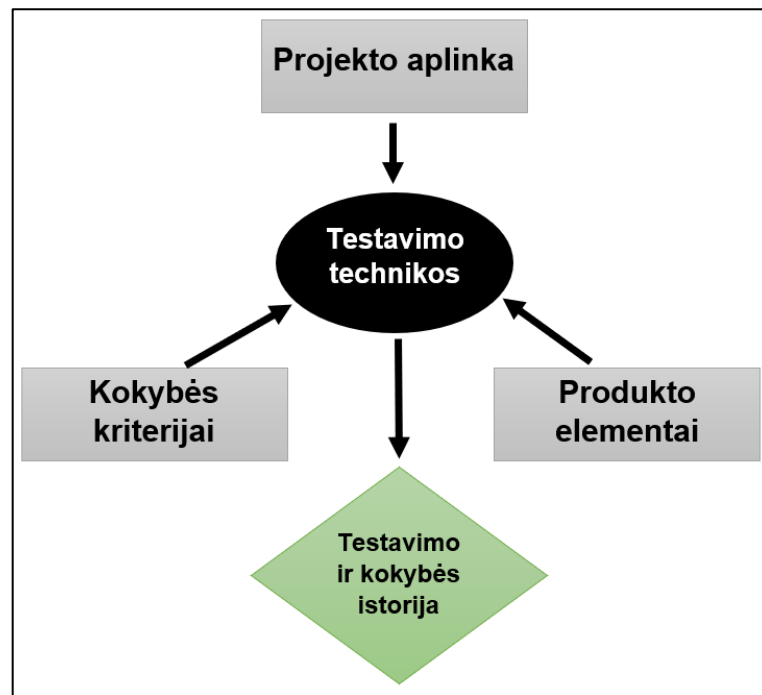 Projekto aplinka
Testavimo
technikos
Kokybės
kriterijai
Produkto
elementai
Testavimo
ir kokybės
istorija